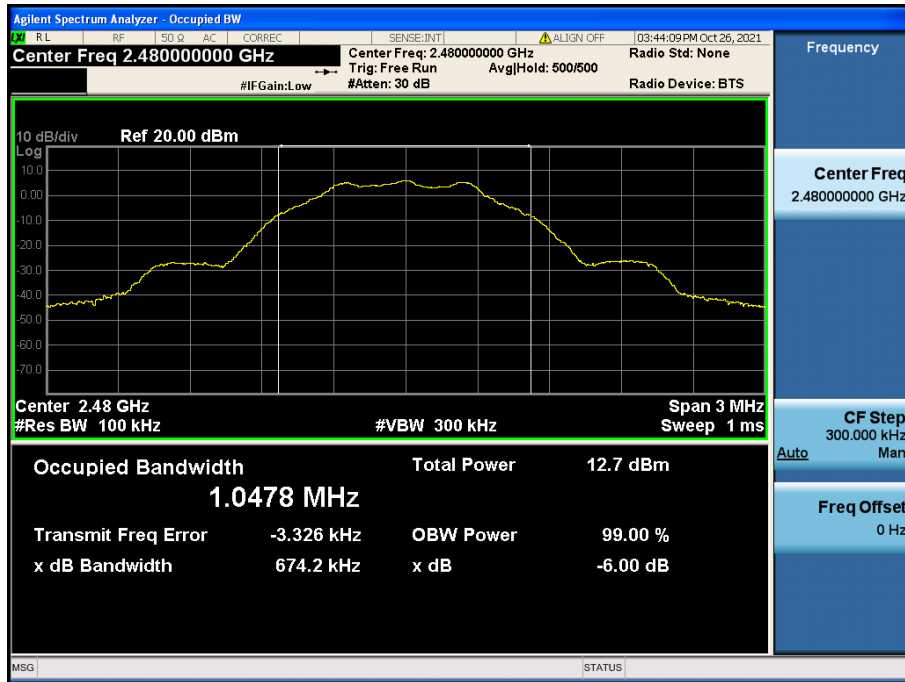 Agilent Spectrum Analyzer - Occupied BW
LXI RL RF 50 Ω AC CORREC SENSE:INT ALIGN OFF 03:44:09 PM Oct 26, 2021
Center Freq 2.480000000 GHz
Center Freq: 2.480000000 GHz
Radio Std: None
Trig: Free Run Avg|Hold: 500/500
#IFGain:Low
#Atten: 30 dB
Radio Device: BTS
10 dB/div
Ref 20.00 dBm
Log
10.0
0.00
-10.0
-20.0
-30.0
-40.0
-50.0
-60.0
-70.0
Center 2.48 GHz
Span 3 MHz
#Res BW 100 kHz
#VBW 300 kHz
Sweep 1 ms
Occupied Bandwidth
Total Power 12.7 dBm
1.0478 MHz
Transmit Freq Error -3.326 kHz OBW Power 99.00 %
x dB Bandwidth 674.2 kHz x dB -6.00 dB
MSG
STATUS
Frequency
Center Freq
2.480000000 GHz
CF Step
300.000 kHz
Auto Man
Freq Offset
0 Hz